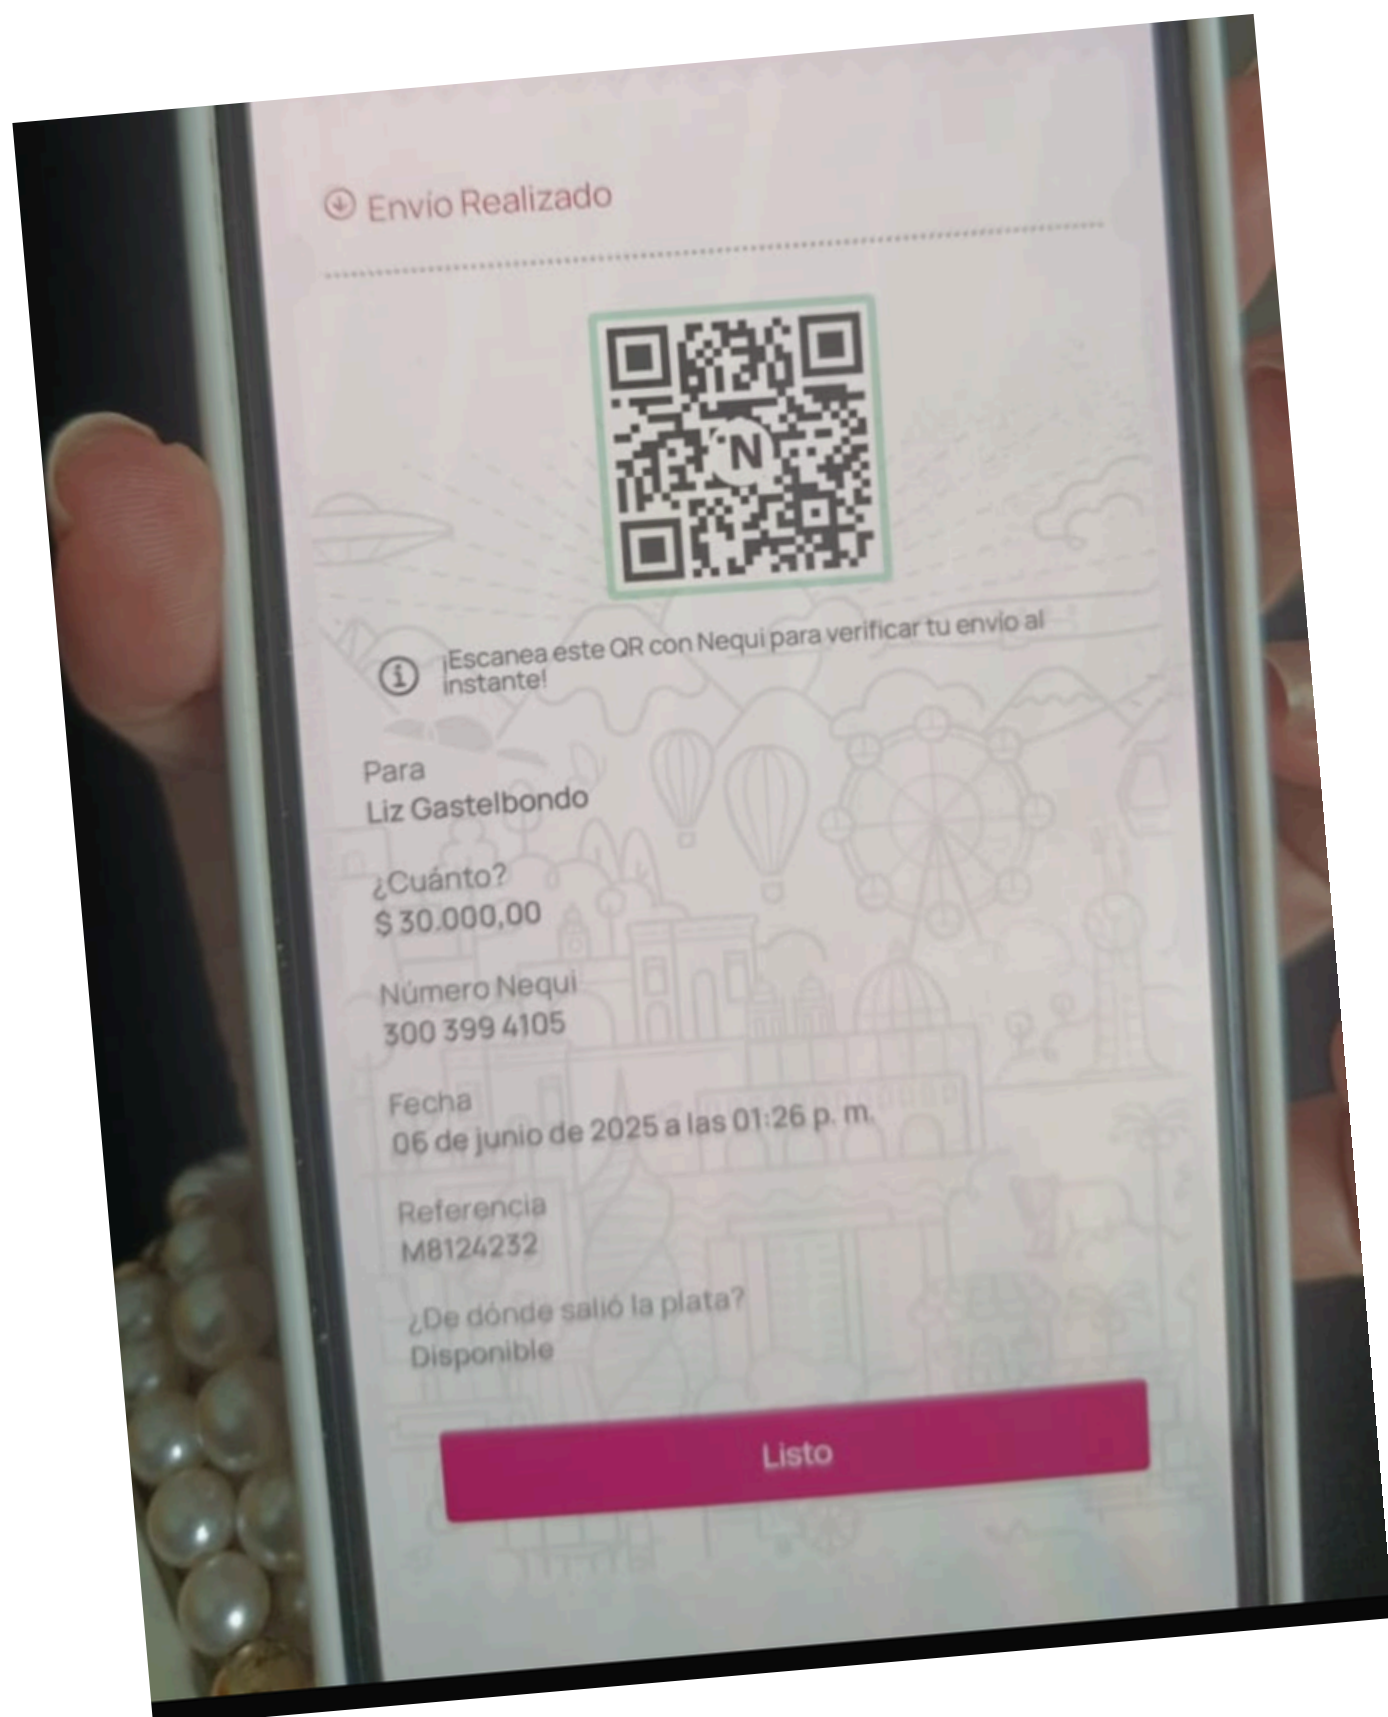 Envío Realizado
N
¡Escanea este QR con Nequi para verificar tu envío al
instante!
Para
Liz Gastelbondo
¿Cuánto?
$ 30.000,00
Número Nequi
300 399 4105
Fecha
06 de junio de 2025 a las 01:26 p. m.
Referencia
M8124232
¿De dónde salió la plata?
Disponible
Listo